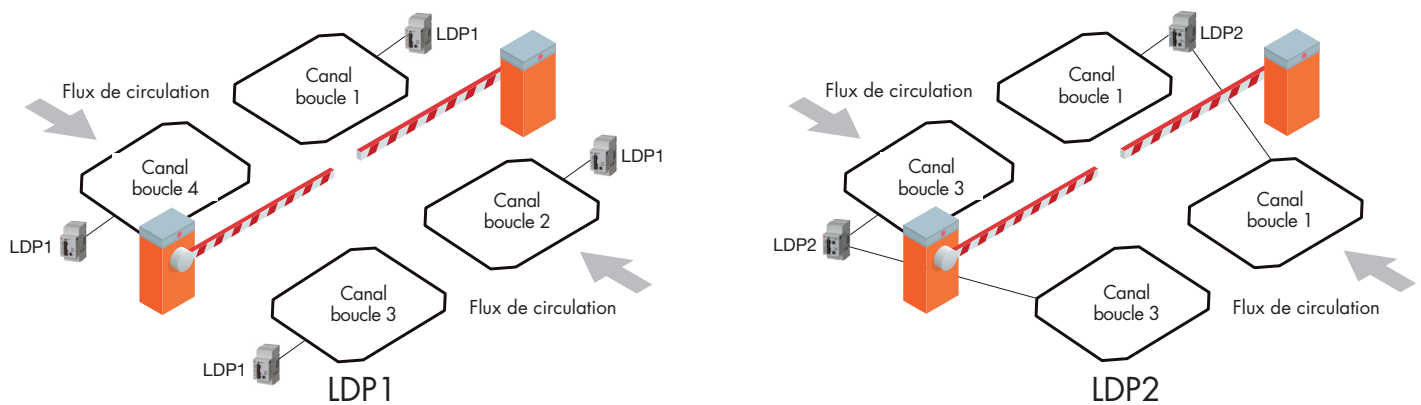 LDP1
Canal
boucle 1
Flux de circulation
LDP1
Canal
boucle 4
Canal
boucle 2
LDP1
Canal
boucle 3
Flux de circulation
LDP1
LDP1
LDP2
Canal
boucle 1
Flux de circulation
Canal
boucle 3
Canal
boucle 1
LDP2
Canal
boucle 3
Flux de circulation
LDP2